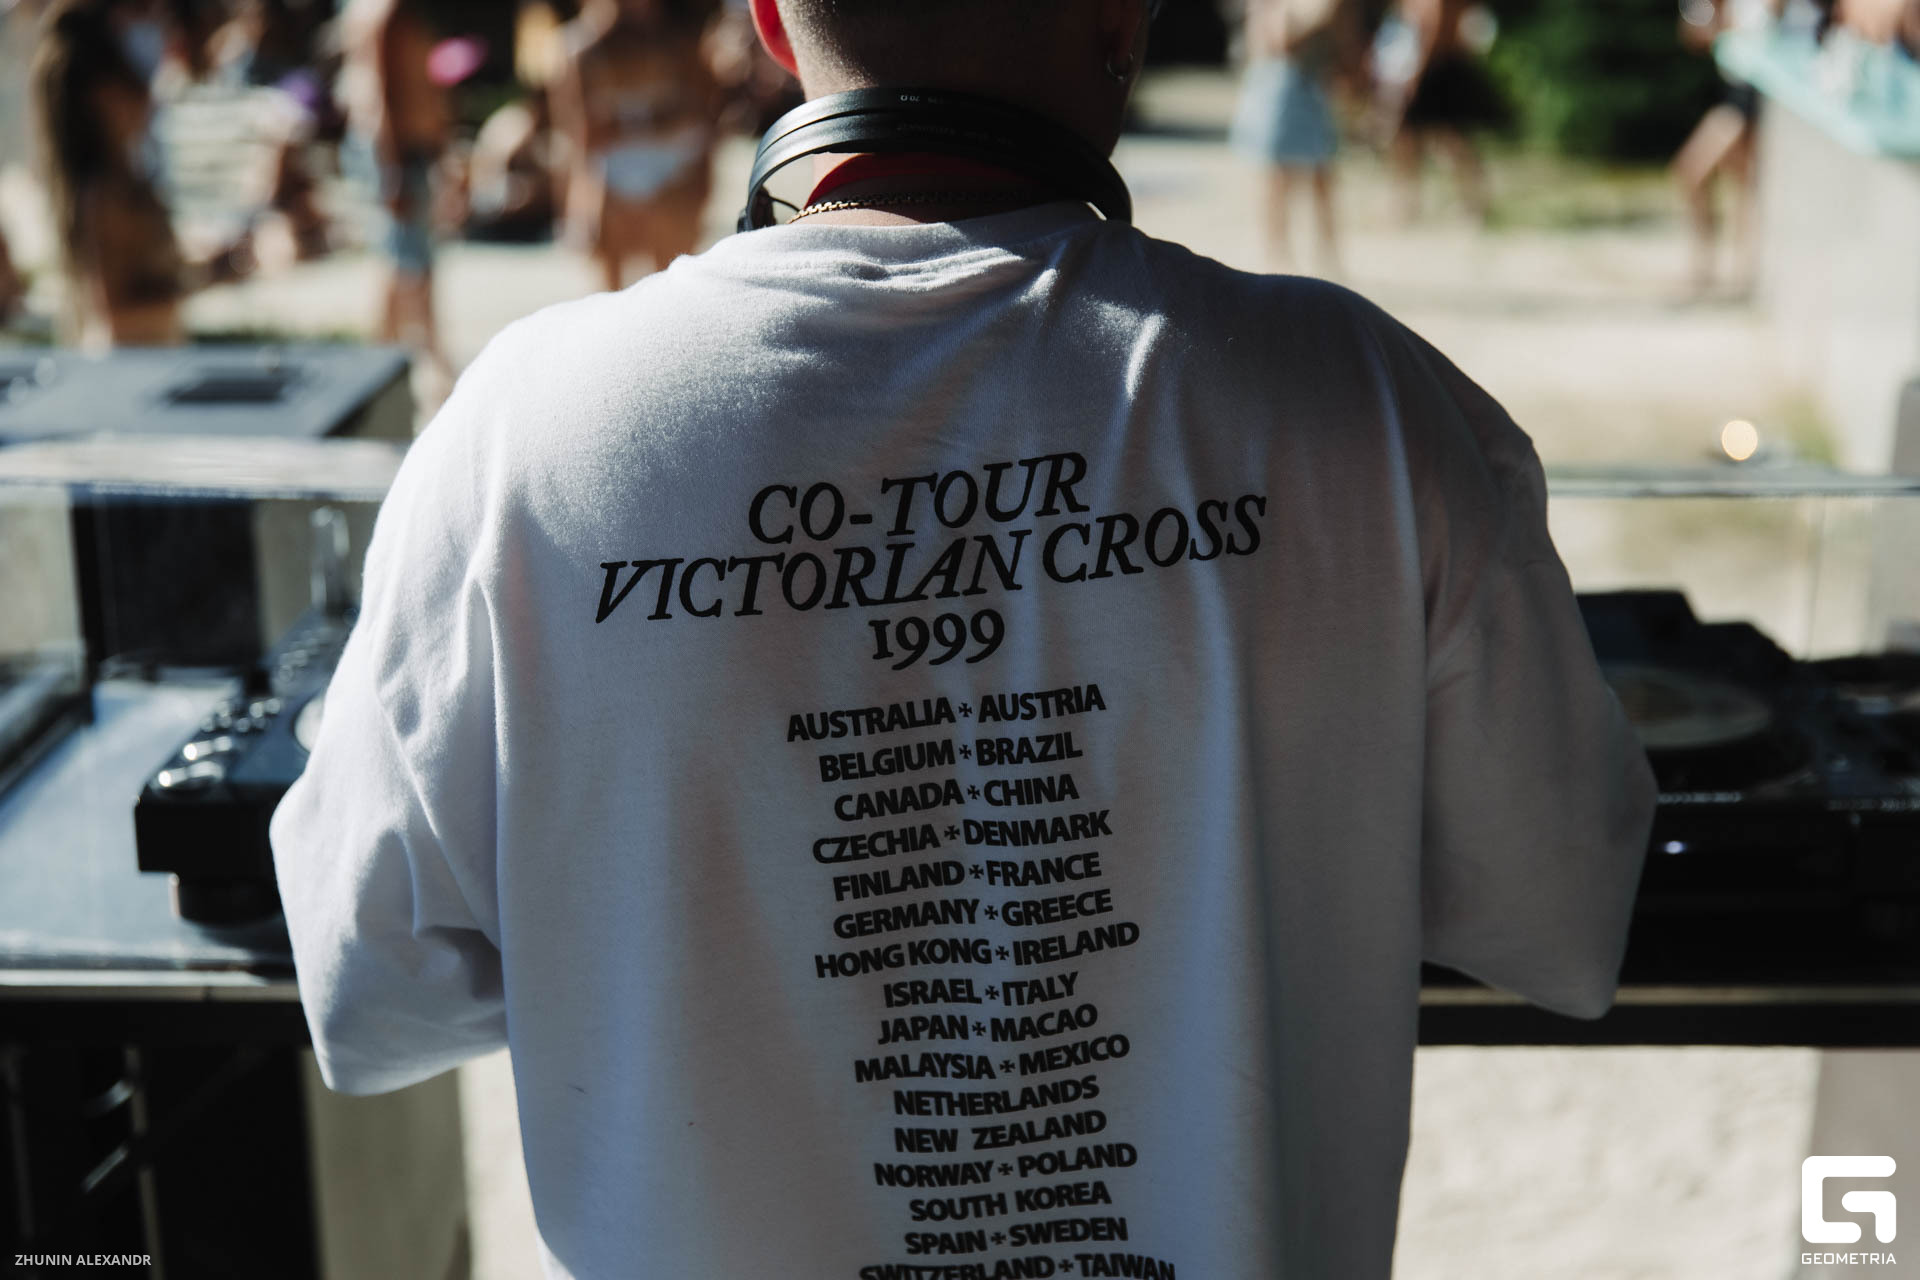 CO-TOUR
VICTORIAN CROSS
1999
AUSTRALIA AUSTRIA
BELGIUM BRAZIL
CANADA CHINA
CZECHIA DENMARK
FINLAND FRANCE
GERMANY GREECE
HONG KONG IRELAND
ISRAEL ITALY
JAPAN MACAO
MALAYSIA MEXICO
NETHERLANDS
NEW ZEALAND
NORWAY POLAND
SOUTH KOREA
SPAIN SWEDEN
SWITZERLAND TAIWAN
ZHUNIN ALEXANDR
GEOMETRIA